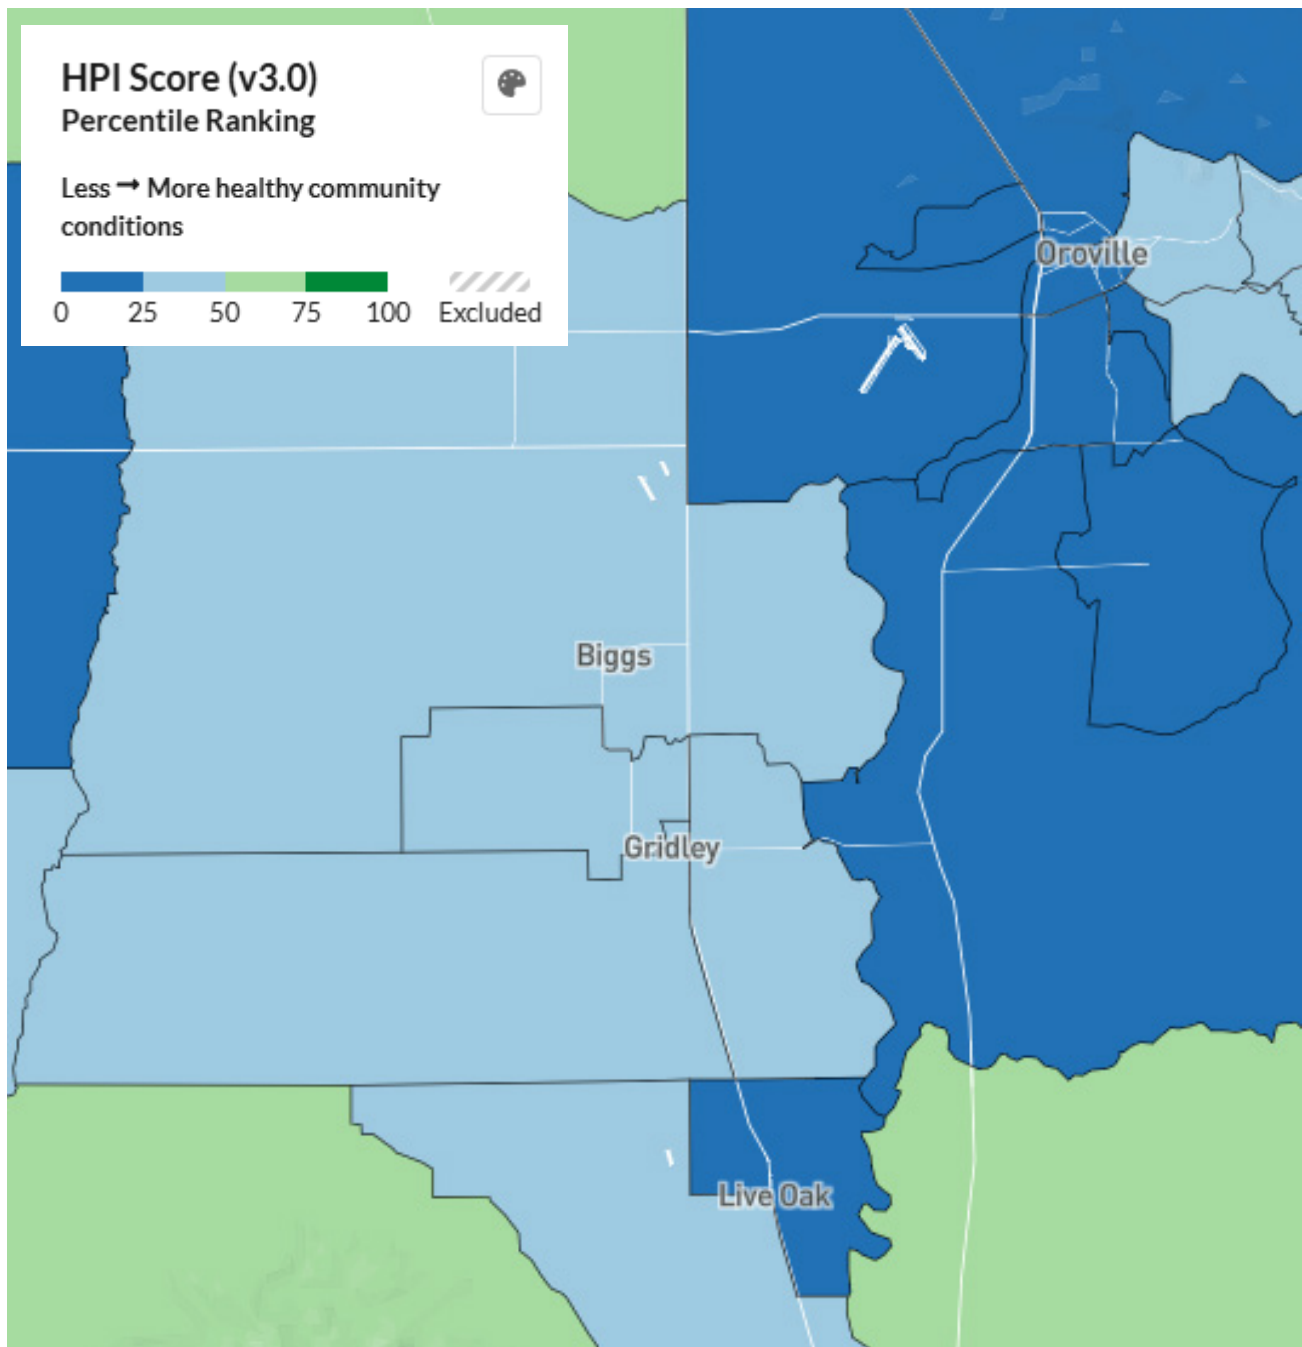 HPI Score (v3.0)
Percentile Ranking
Less → More healthy community
conditions
0 25 50 75 100 Excluded
Oroville
Biggs
Gridley
Live Oak